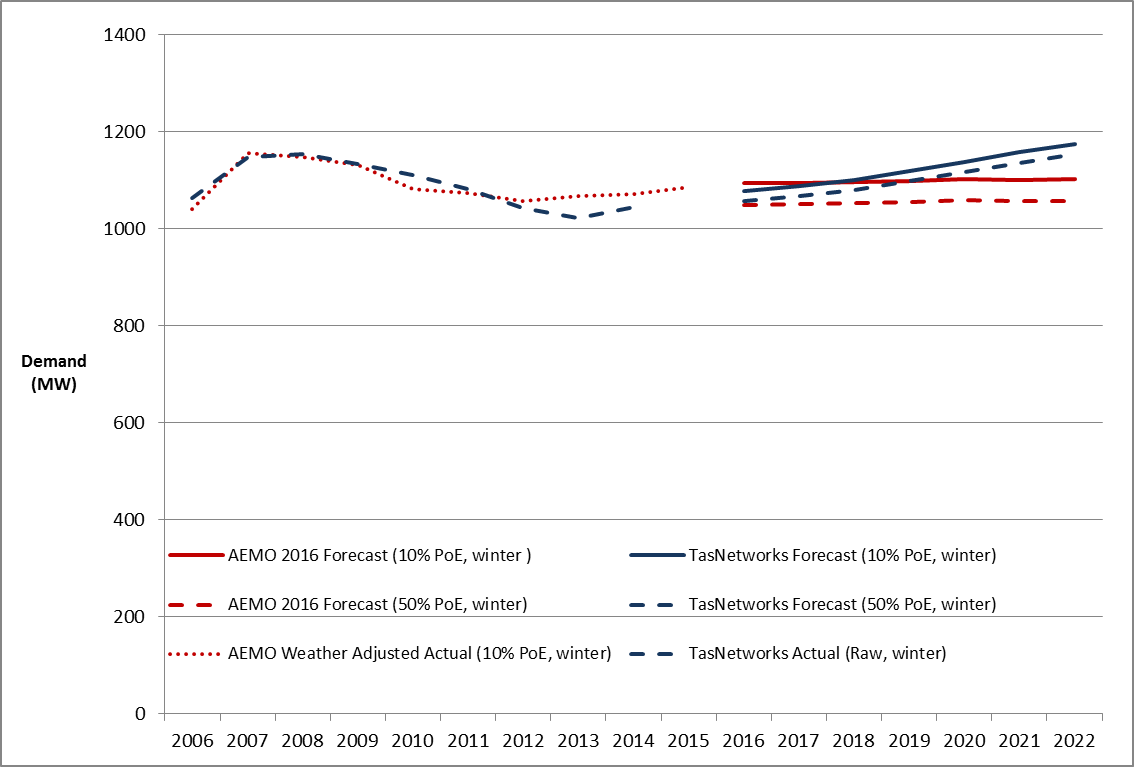 1400
1200
1000
800
Demand
(MW)
600
400
AEMO 2016 Forecast (10% PoE, winter ) TasNetworks Forecast (10% PoE, winter)
AEMO 2016 Forecast (50% PoE, winter) TasNetworks Forecast (50% PoE, winter)
200
AEMO Weather Adjusted Actual (10% PoE, winter) TasNetworks Actual (Raw, winter)
0
2006 2007 2008 2009 2010 2011 2012 2013 2014 2015 2016 2017 2018 2019 2020 2021 2022